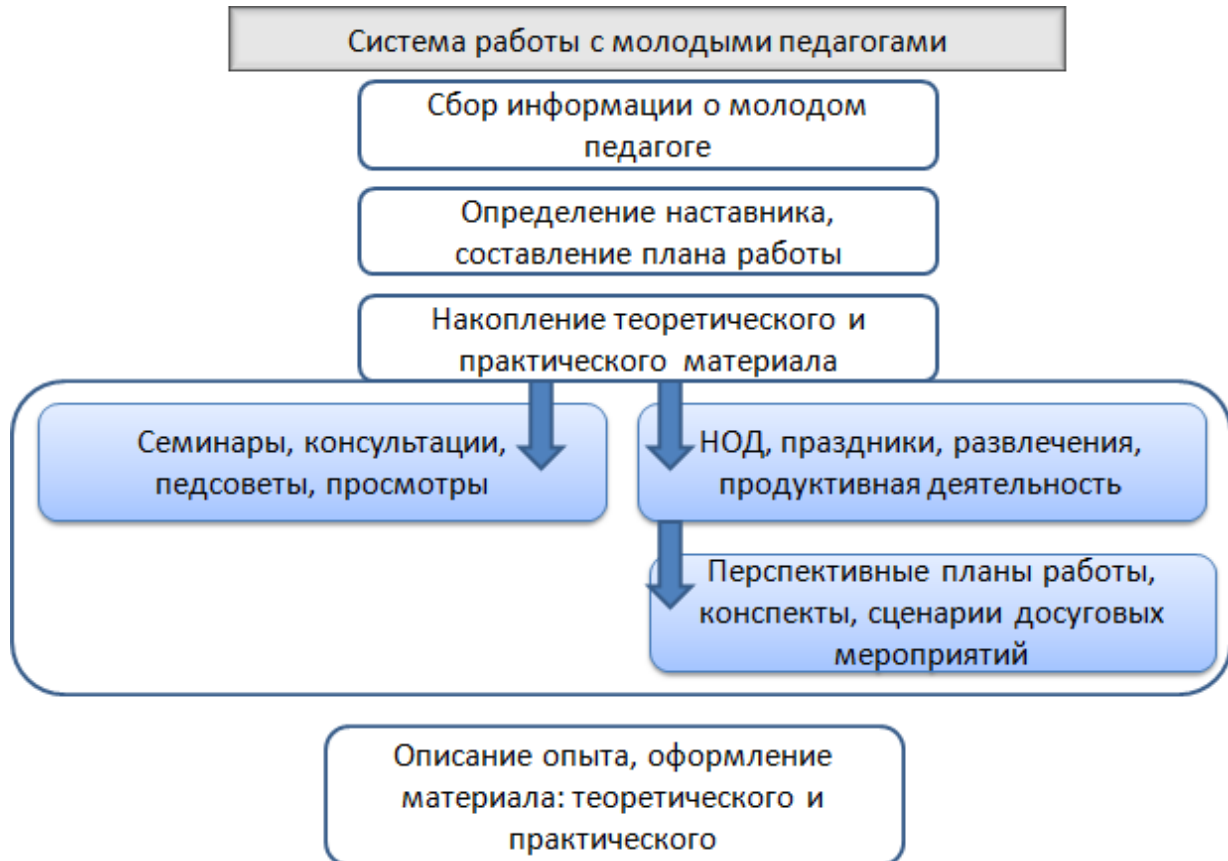 Система работы с молодыми педагогами
Сбор информации о молодом
педагоге
Определение наставника,
составление плана работы
Накопление теоретического и
практического материала
Семинары, консультации,
педсоветы, просмотры
НОД, праздники, развлечения,
продуктивная деятельность
Перспективные планы работы,
конспекты, сценарии досуговых
мероприятий
Описание опыта, оформление
материала: теоретического и
практического